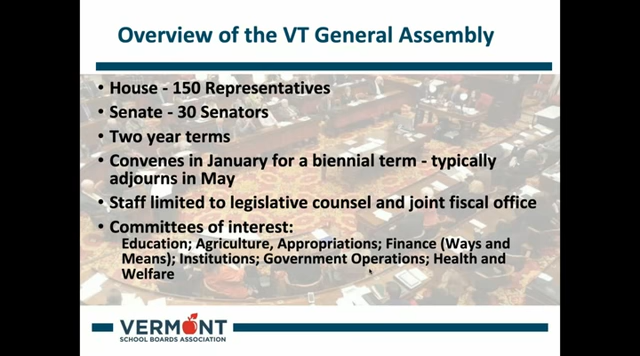 Overview of the VT General Assembly
• House - 150 Representatives
• Senate - 30 Senators
• Two year terms
• Convenes in January for a biennial term - typically
adjourns in May
• Staff limited to legislative counsel and joint fiscal office
• Committees of interest:
Education; Agriculture, Appropriations; Finance (Ways and
Means); Institutions; Government Operations; Health and
Welfare
VERMONT
SCHOOL BOARDS ASSOCIATION